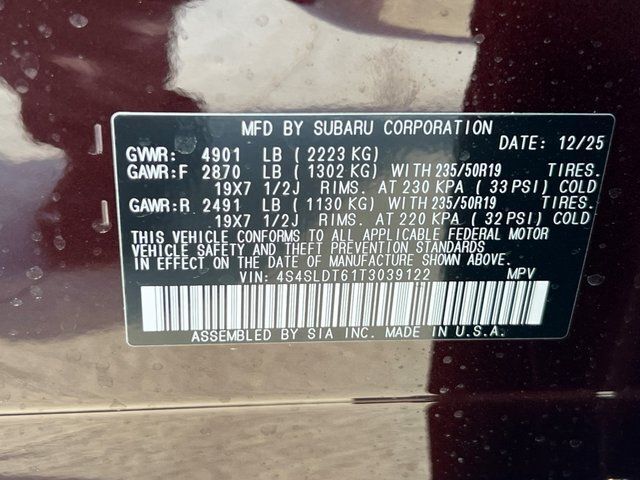 MFD BY SUBARU CORPORATION
DATE: 12/25
GVWR: 4901 LB ( 2223 KG)
GAWR:F 2870 LB ( 1302 KG) WITH 235/50R19 TIRES.
19X7 1/2J RIMS. AT 230 KPA ( 33 PSI) COLD
GAWR:R 2491 LB ( 1130 KG) WITH 235/50R19 TIRES.
19X7 1/2J RIMS. AT 220 KPA ( 32 PSI) COLD
THIS VEHICLE CONFORMS TO ALL APPLICABLE FEDERAL MOTOR
VEHICLE SAFETY AND THEFT PREVENTION STANDARDS
IN EFFECT ON THE DATE OF MANUFACTURE SHOWN ABOVE.
VIN: 4S4SLDT61T3039122 MPV
ASSEMBLED BY SIA INC. MADE IN U.S.A.